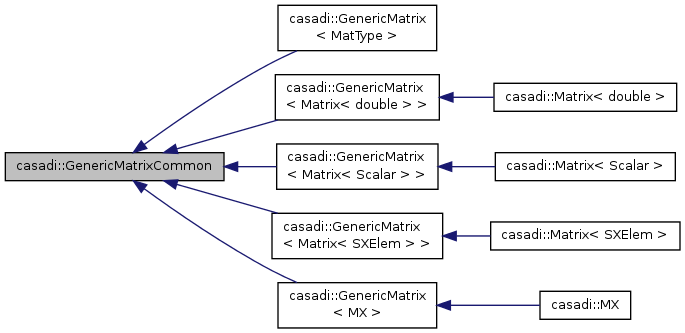 casadi::GenericMatrix
< MatType >
casadi::GenericMatrix
< Matrix< double > >
casadi::Matrix< double >
casadi::GenericMatrixCommon
casadi::GenericMatrix
< Matrix< Scalar > >
casadi::Matrix< Scalar >
casadi::GenericMatrix
< Matrix< SXElem > >
casadi::Matrix< SXElem >
casadi::GenericMatrix
< MX >
casadi::MX